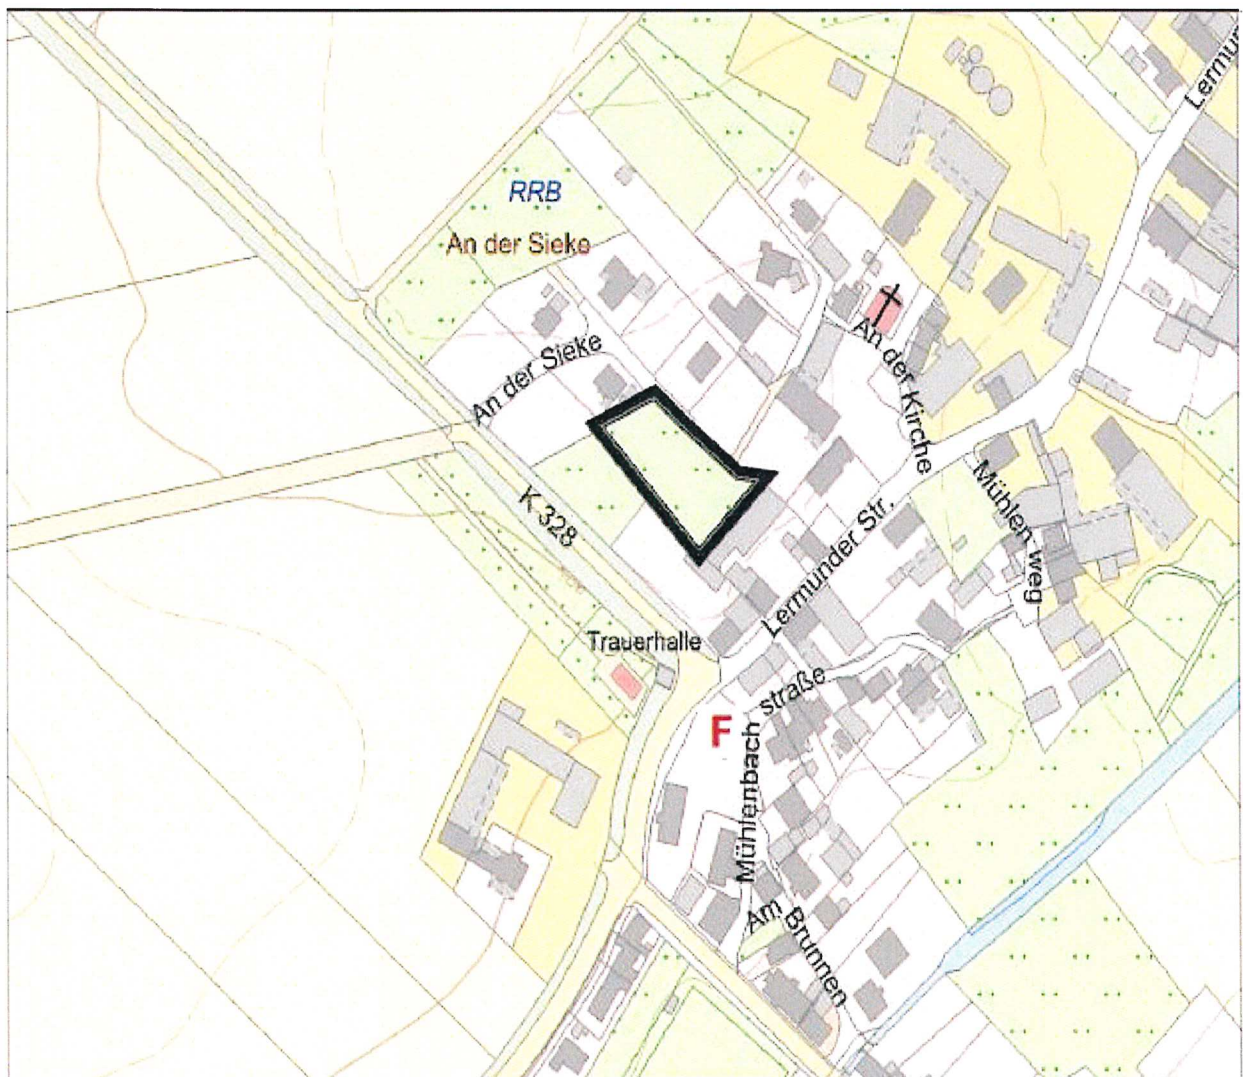 Lermun
RRB
An der Sieke
An der Sieke
An der Kirche
K 328
Mühlen weg
Lermunder Str.
Trauerhalle
straße
F
Mühlenbach
Am Brunnen